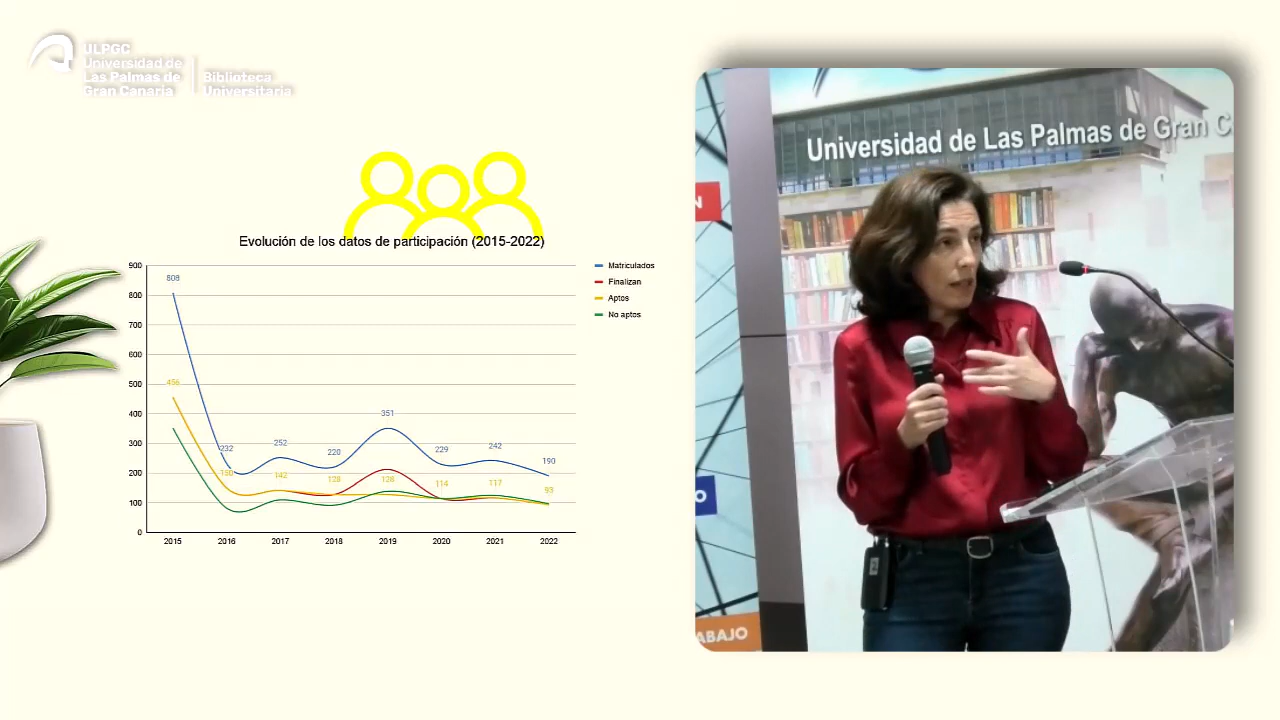 ULPGC
Universidad de
Las Palmas de
Gran Canaria
Biblioteca
Universitaria
Evolución de los datos de participación (2015-2022)
900
800
700
600
500
400
300
200
100
0
808
456
232
150
252
142
220
128
351
128
229
114
242
117
190
93
2015 2016 2017 2018 2019 2020 2021 2022
Matriculados
Finalizan
Aptos
No aptos
Universidad de Las Palmas de Gran C
N
O
ABAJO